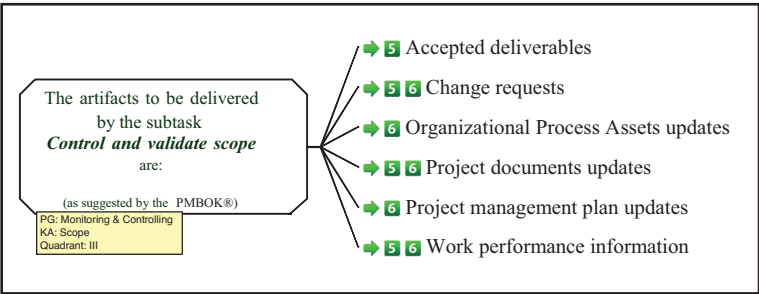 The artifacts to be delivered
by the subtask
Control and validate scope
are:
(as suggested by the PMBOK®)
PG: Monitoring & Controlling
KA: Scope
Quadrant: III
5 Accepted deliverables
5 6 Change requests
6 Organizational Process Assets updates
5 6 Project documents updates
6 Project management plan updates
5 6 Work performance information